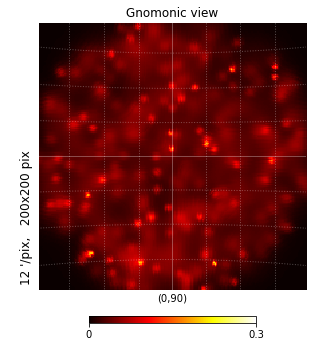 Gnomonic view
12 '/pix,   200x200 pix
(0,90)
0
0.3